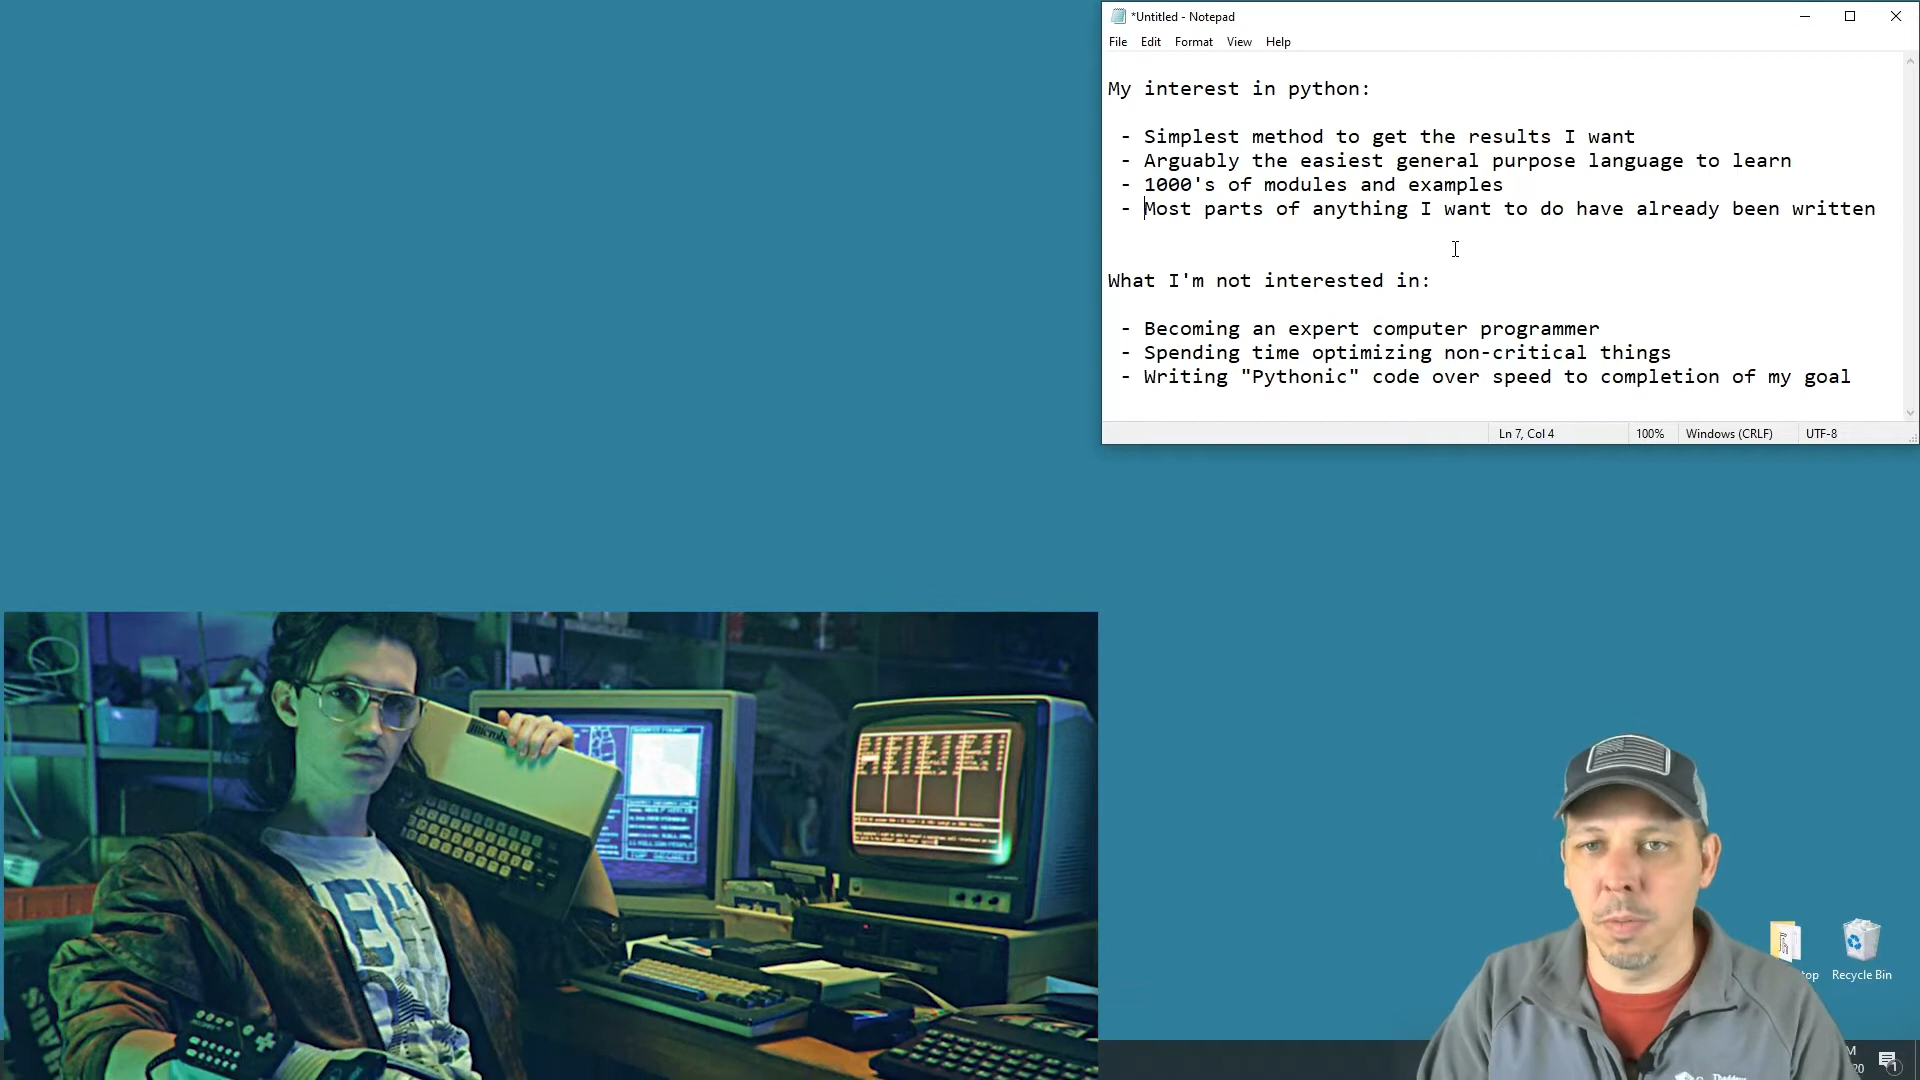 *Untitled - Notepad
File Edit Format View Help
My interest in python:
- Simplest method to get the results I want
- Arguably the easiest general purpose language to learn
- 1000's of modules and examples
- Most parts of anything I want to do have already been written
What I'm not interested in:
- Becoming an expert computer programmer
- Spending time optimizing non-critical things
- Writing "Pythonic" code over speed to completion of my goal
Ln 7, Col 4 100% Windows (CRLF) UTF-8
Recycle Bin